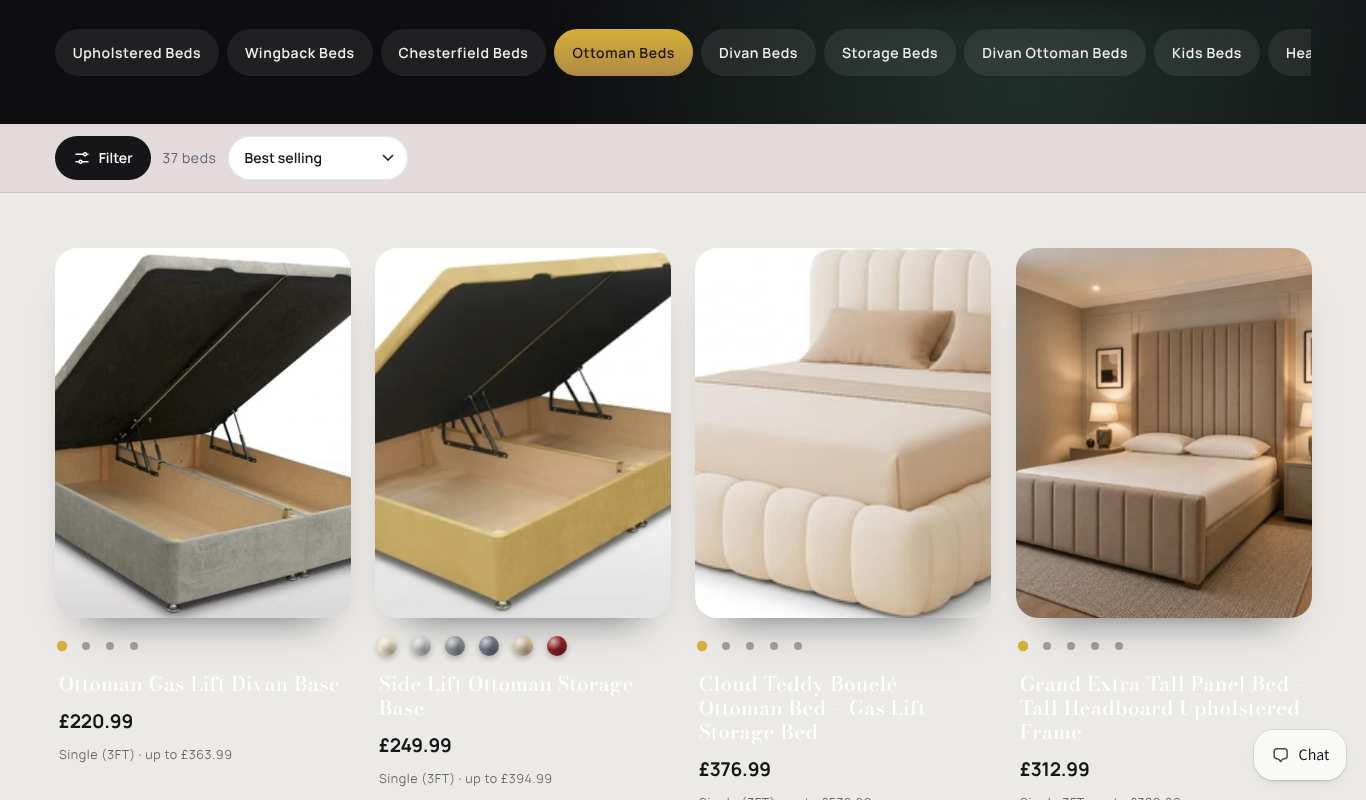 Upholstered Beds
Wingback Beds
Chesterfield Beds
Ottoman Beds
Divan Beds
Storage Beds
Divan Ottoman Beds
Kids Beds
Hea
Filter
37 beds
Best selling
Ottoman Gas Lift Divan Base
£220.99
Single (3FT) · up to £363.99
Side Lift Ottoman Storage
Base
£249.99
Single (3FT) · up to £394.99
Cloud Teddy Bouclé
Ottoman Bed – Gas Lift
Storage Bed
£376.99
Grand Extra Tall Panel Bed –
Tall Headboard Upholstered
Frame
£312.99
Chat